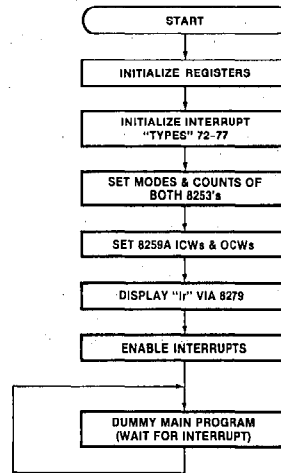 START
INITIALIZE REGISTERS
INITIALIZE INTERRUPT
"TYPES" 72-77
SET MODES & COUNTS OF
BOTH 8253's
SET 8259A ICWs & OCWs
DISPLAY "Ir" VIA 8279
ENABLE INTERRUPTS
DUMMY MAIN PROGRAM
(WAIT FOR INTERRUPT)